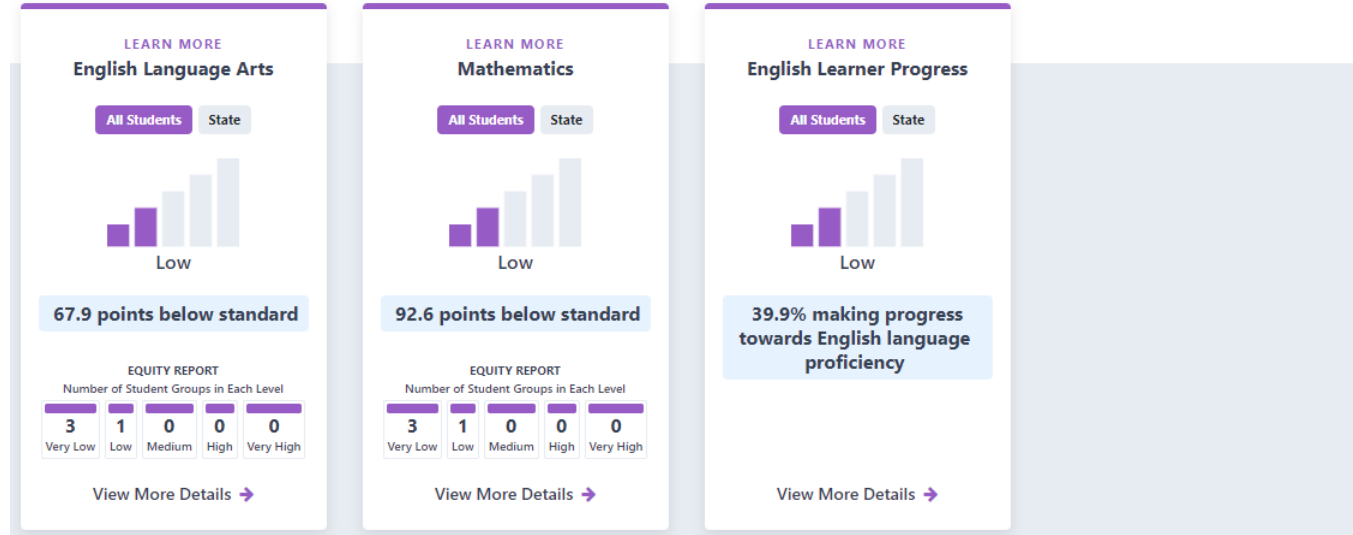 LEARN MORE
English Language Arts
All Students State
Low
67.9 points below standard
EQUITY REPORT
Number of Student Groups in Each Level
3 1 0 0 0
Very Low Low Medium High Very High
View More Details
LEARN MORE
Mathematics
All Students State
Low
92.6 points below standard
EQUITY REPORT
Number of Student Groups in Each Level
3 1 0 0 0
Very Low Low Medium High Very High
View More Details
LEARN MORE
English Learner Progress
All Students State
Low
39.9% making progress
towards English language
proficiency
View More Details